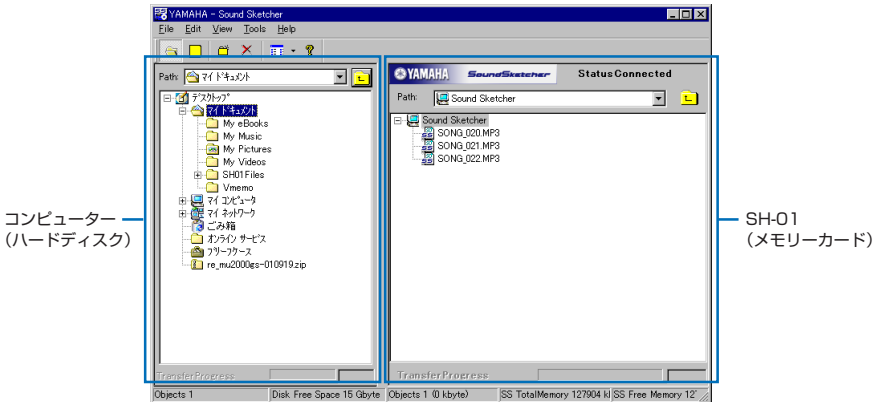 YAMAHA - Sound Sketcher
File Edit View Tools Help
Path: マイ ドキュメント
デスクトップ
マイ ドキュメント
My eBooks
My Music
My Pictures
My Videos
SH01Files
Vmemo
マイ コンピュータ
マイ ネットワーク
ごみ箱
オンライン サービス
ブリーフケース
re_mu2000gs-010919.zip
TransferProgress
YAMAHA SoundSketcher StatusConnected
Path: Sound Sketcher
Sound Sketcher
SONG_020.MP3
SONG_021.MP3
SONG_022.MP3
TransferProgress
Objects 1 Disk Free Space 15 Gbyte Objects 1 (0 kbyte) SS TotalMemory 127904 kl SS Free Memory 12
コンピューター
（ハードディスク）
SH-01
（メモリーカード）